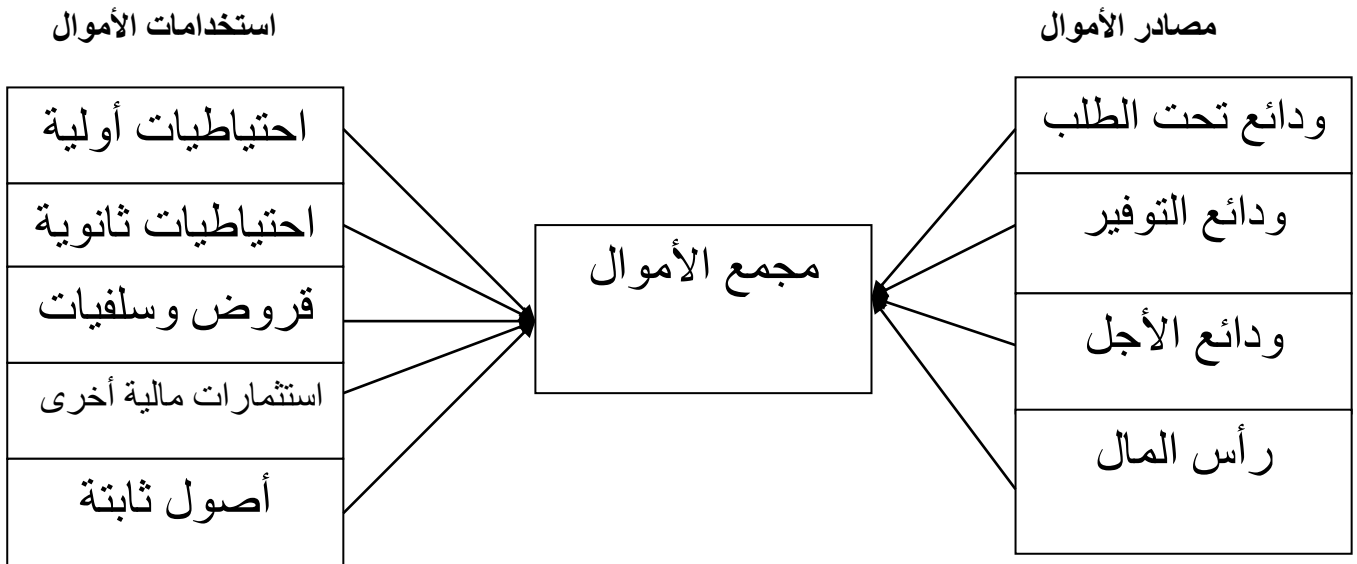 مصادر الأموال
استخدامات الأموال
ودائع تحت الطلب
ودائع التوفير
ودائع الأجل
رأس المال
مجمع الأموال
احتياطيات أولية
احتياطيات ثانوية
قروض وسلفيات
استثمارات مالية أخرى
أصول ثابتة